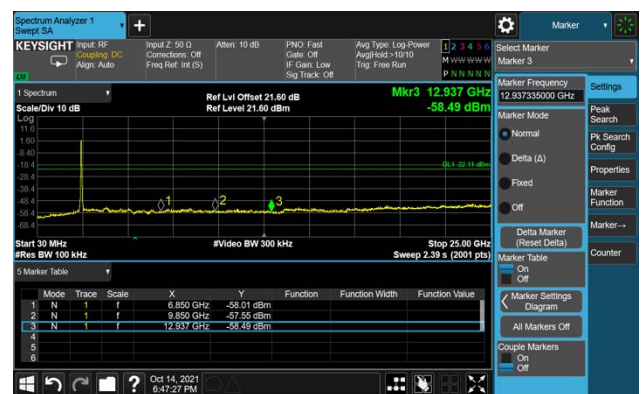 Spectrum Analyzer 1
Swept SA
+
Marker
KEYSIGHT
Input: RF
Coupling: DC
Align: Auto
Input Z: 50 Ω
Corrections: Off
Freq Ref: Int (S)
Atten: 10 dB
PNO: Fast
Gate: Off
IF Gain: Low
Sig Track: Off
Avg Type: Log-Power
Avg|Hold:>10/10
Trig: Free Run
1 2 3 4 5 6
M W W W W W
P N N N N N
Select Marker
Marker 3
LXI
1 Spectrum
Scale/Div 10 dB
Log
Ref Lvl Offset 21.60 dB
Ref Level 21.60 dBm
Mkr3 12.937 GHz
-58.49 dBm
11.6
1.60
-8.40
-18.4
-28.4
-38.4
-48.4
-58.4
-68.4
DL1 -22.11 dBm
1
2
3
Start 30 MHz
#Res BW 100 kHz
#Video BW 300 kHz
Stop 25.00 GHz
Sweep 2.39 s (2001 pts)
5 Marker Table
Mode Trace Scale X Y Function Function Width Function Value
1 N 1 f 6.850 GHz -58.01 dBm
2 N 1 f 9.850 GHz -57.55 dBm
3 N 1 f 12.937 GHz -58.49 dBm
4
5
6
Marker Frequency
12.937335000 GHz
Marker Mode
Normal
Delta (Δ)
Fixed
Off
Delta Marker
(Reset Delta)
Marker Table
On
Off
Marker Settings
Diagram
All Markers Off
Couple Markers
On
Off
Settings
Peak
Search
Pk Search
Config
Properties
Marker
Function
Marker→
Counter
?
Oct 14, 2021
6:47:27 PM